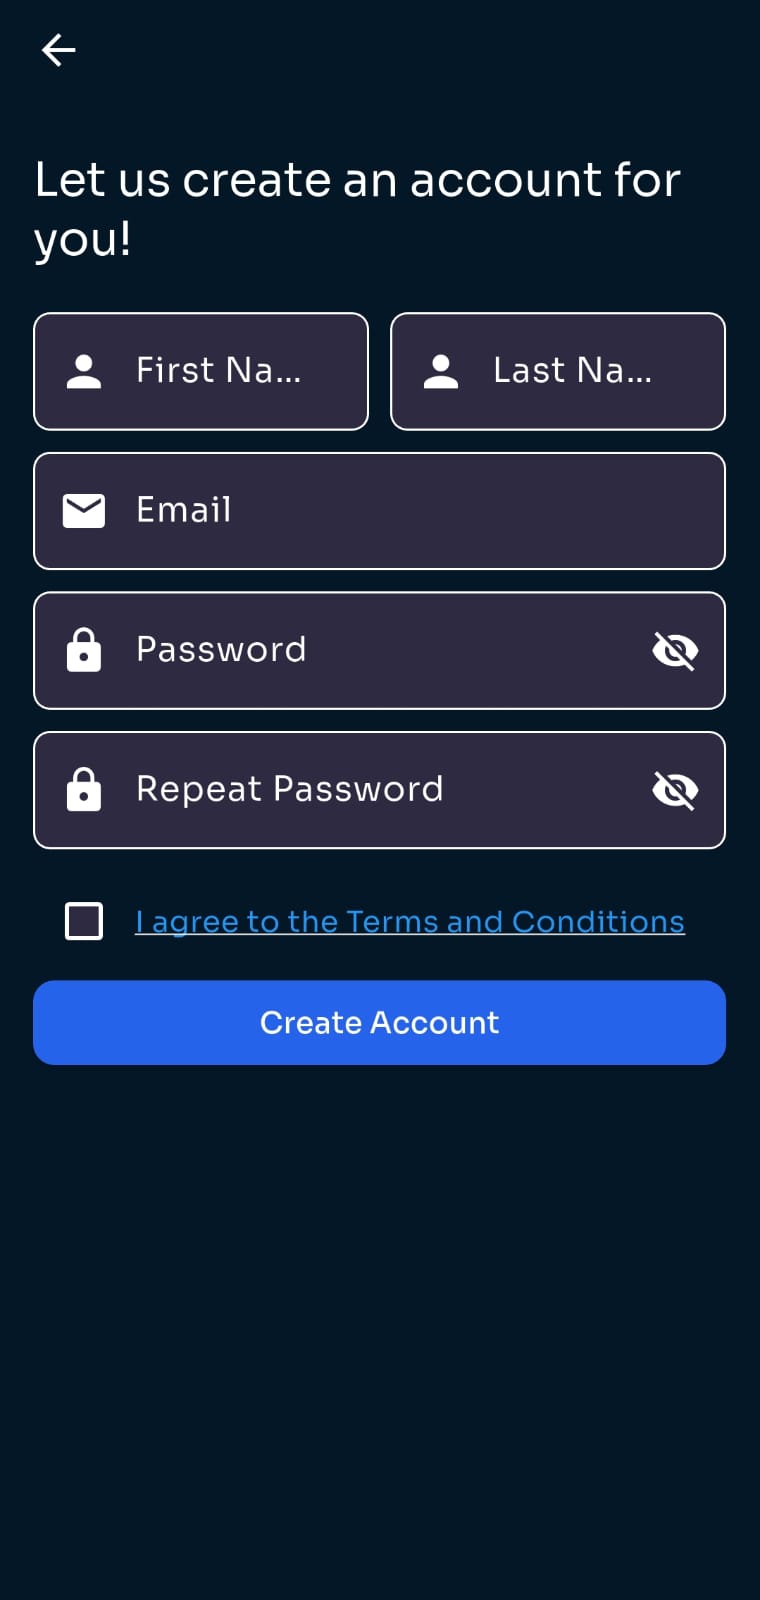 Let us create an account for
you!
First Na...
Last Na...
Email
Password
Repeat Password
I agree to the Terms and Conditions
Create Account